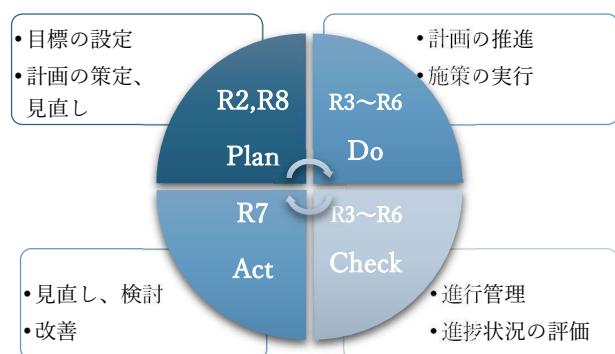 •目標の設定
•計画の策定、
見直し
•計画の推進
•施策の実行
R2,R8
Plan
R3～R6
Do
R7
Act
R3～R6
Check
•見直し、検討
•改善
•進行管理
•進捗状況の評価